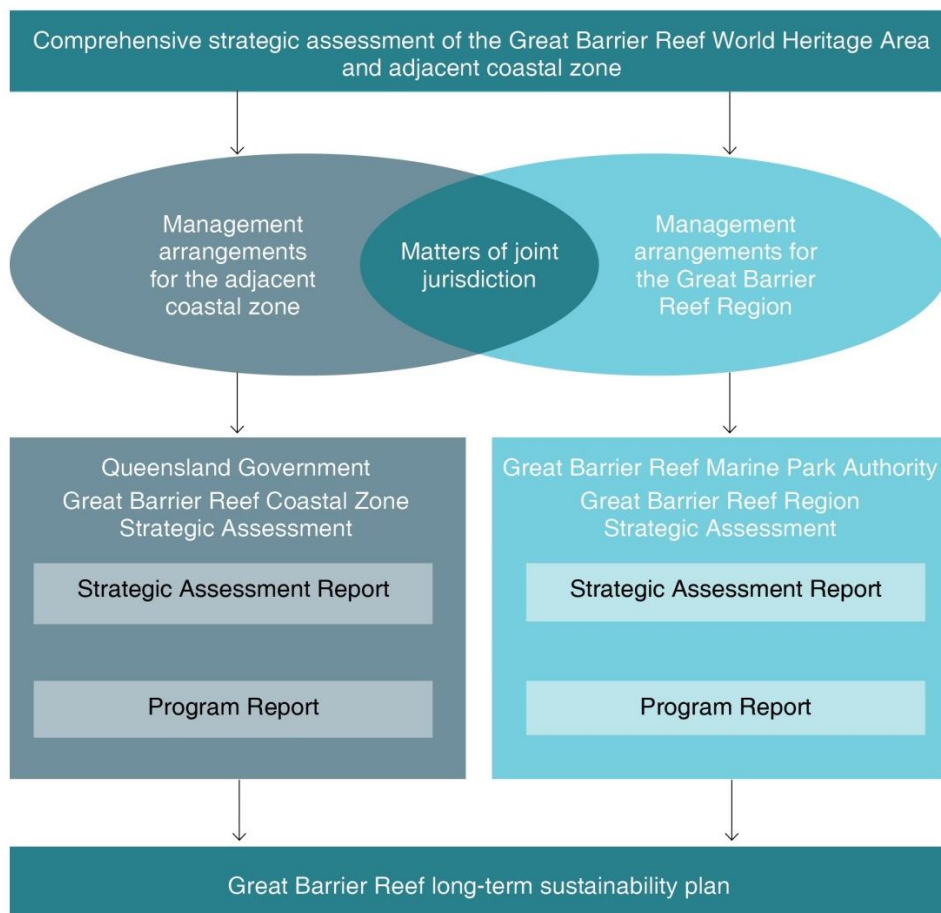 Comprehensive strategic assessment of the Great Barrier Reef World Heritage Area
and adjacent coastal zone
Management
arrangements
for the adjacent
coastal zone
Matters of joint
jurisdiction
Management
arrangements for
the Great Barrier
Reef Region
Queensland Government
Great Barrier Reef Coastal Zone
Strategic Assessment
Strategic Assessment Report
Program Report
Great Barrier Reef Marine Park Authority
Great Barrier Reef Region
Strategic Assessment
Strategic Assessment Report
Program Report
Great Barrier Reef long-term sustainability plan